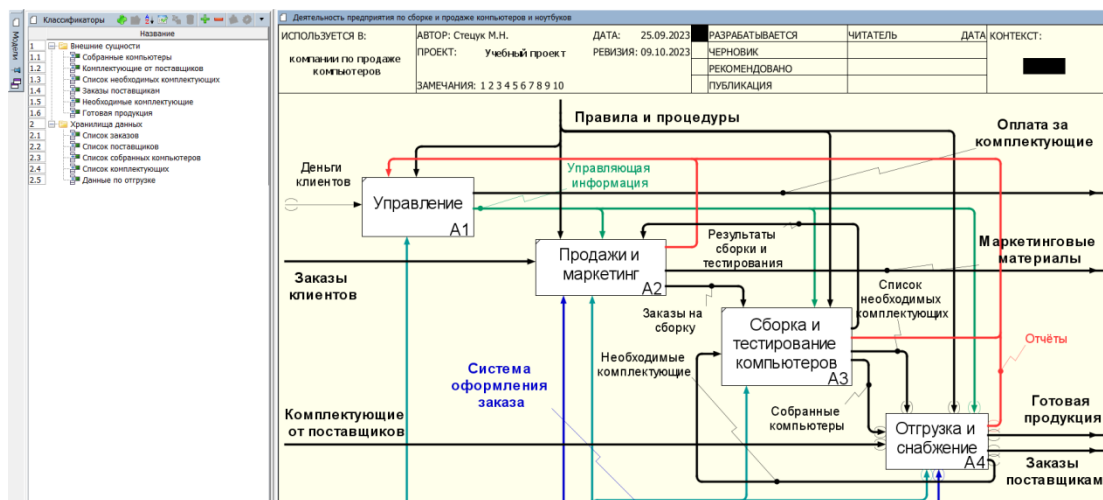 Модели
Классификаторы
Название
1 Внешние сущности
1.1 Собранные компьютеры
1.2 Комплектующие от поставщиков
1.3 Список необходимых комплектующих
1.4 Заказы поставщикам
1.5 Необходимые комплектующие
1.6 Готовая продукция
2 Хранилища данных
2.1 Список заказов
2.2 Список поставщиков
2.3 Список собранных компьютеров
2.4 Список комплектующих
2.5 Данные по отгрузке
Деятельность предприятия по сборке и продаже компьютеров и ноутбуков
ИСПОЛЬЗУЕТСЯ В:
компании по продаже
компьютеров
АВТОР: Стецук М.Н.
ДАТА: 25.09.2023
ПРОЕКТ: Учебный проект
РЕВИЗИЯ: 09.10.2023
ЗАМЕЧАНИЯ: 1 2 3 4 5 6 7 8 9 10
РАЗРАБАТЫВАЕТСЯ
ЧЕРНОВИК
РЕКОМЕНДОВАНО
ПУБЛИКАЦИЯ
ЧИТАТЕЛЬ
ДАТА
КОНТЕКСТ:
Правила и процедуры
Оплата за
комплектующие
Деньги
клиентов
Управляющая
информация
Управление
A1
Продажи и
маркетинг
A2
Результаты
сборки и
тестирования
Маркетинговые
материалы
Заказы
клиентов
Заказы на
сборку
Список
необходимых
комплектующих
Сборка и
тестирование
компьютеров
A3
Необходимые
комплектующие
Отчёты
Система
оформления
заказа
Собранные
компьютеры
Комплектующие
от поставщиков
Отгрузка и
снабжение
A4
Готовая
продукция
Заказы
поставщикам